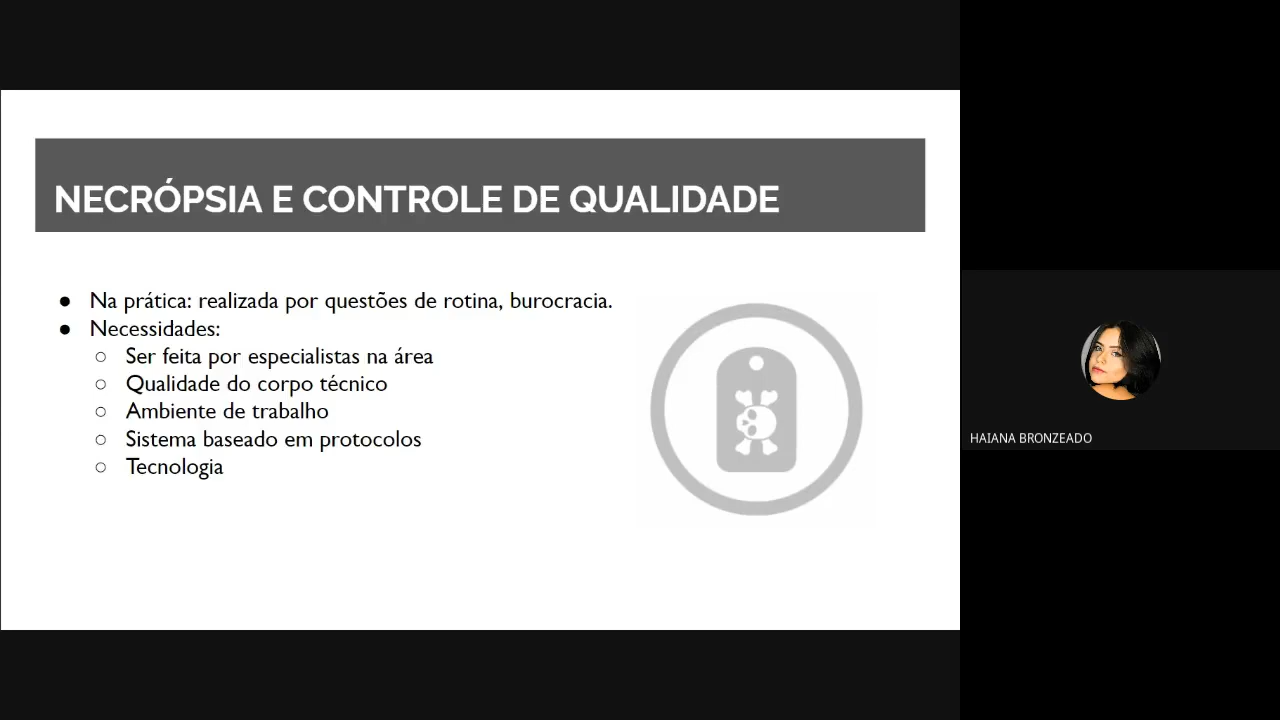 NECRÓPSIA E CONTROLE DE QUALIDADE
● Na prática: realizada por questões de rotina, burocracia.
● Necessidades:
○ Ser feita por especialistas na área
○ Qualidade do corpo técnico
○ Ambiente de trabalho
○ Sistema baseado em protocolos
○ Tecnologia
HAIANA BRONZEADO